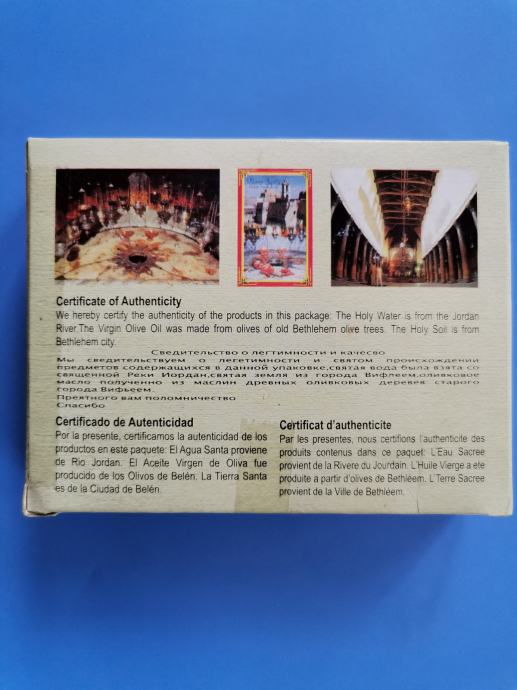 Certificate of Authenticity
We hereby certify the authenticity of the products in this package: The Holy Water is from the Jordan
River.The Virgin Olive Oil was made from olives of old Bethlehem olive trees. The Holy Soil is from
Bethlehem city.
Свидетельство о легтимности и качесво
Мы свидетельствуем о легетимности и святом происхождении
предметов содержащихся в данной упаковке,святая вода была взята со
священной Реки Иордан,святая земля из города Вифлеем,оливковое
масло полученно из маслин древных оливковых деревея старого
города Вифьеем.
Преятного вам поломничество
Спасибо
Certificado de Autenticidad
Por la presente, certificamos la autenticidad de los
productos en este paquete: El Agua Santa proviene
de Rio Jordan. El Aceite Virgen de Oliva fue
producido de los Olivos de Belén. La Tierra Santa
es de la Ciudad de Belén.
Certificat d'authenticite
Par les presentes, nous certifions l'authenticite des
produits contenus dans ce paquet: L'Eau Sacree
provient de la Rivere du Jourdain. L'Huile Vierge a ete
produite a partir d'olives de Bethléem. L'Terre Sacree
provient de la Ville de Bethléem.